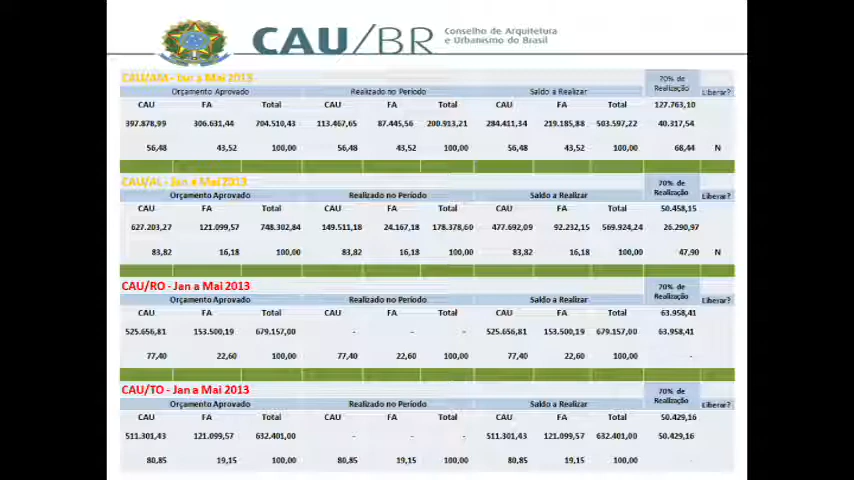 CAU/BR Conselho de Arquitetura
e Urbanismo do Brasil
CAU/AM - a Mai 2013
70% de
Realização
Orçamento Aprovado Realizado no Período Saldo a Realizar Liberar?
CAU FA Total CAU FA Total CAU FA Total 127.763,10
397.878,99 306.631,44 704.510,43 113.467,65 87.445,56 200.913,21 284.411,34 219.185,88 503.597,22 40.317,54
56,48 43,52 100,00 56,48 43,52 100,00 56,48 43,52 100,00 68,44 N
CAU/AL - Jan a Mai 2013
70% de
Realização
Orçamento Aprovado Realizado no Período Saldo a Realizar Liberar?
CAU FA Total CAU FA Total CAU FA Total 50.458,15
627.203,27 121.099,57 748.302,84 149.511,18 24.167,18 178.378,60 477.692,09 92.232,15 569.924,24 26.290,97
83,82 16,18 100,00 83,82 16,18 100,00 83,82 16,18 100,00 47,90 N
CAU/RO - Jan a Mai 2013
70% de
Realização
Orçamento Aprovado Realizado no Período Saldo a Realizar Liberar?
CAU FA Total CAU FA Total CAU FA Total 63.958,41
525.656,81 153.500,19 679.157,00 - - - 525.656,81 153.500,19 679.157,00 63.958,41
77,40 22,60 100,00 77,40 22,60 100,00 77,40 22,60 100,00 -
CAU/TO - Jan a Mai 2013
70% de
Realização
Orçamento Aprovado Realizado no Período Saldo a Realizar Liberar?
CAU FA Total CAU FA Total CAU FA Total 50.429,16
511.301,43 121.099,57 632.401,00 - - - 511.301,43 121.099,57 632.401,00 50.429,16
80,85 19,15 100,00 80,85 19,15 100,00 80,85 19,15 100,00 -